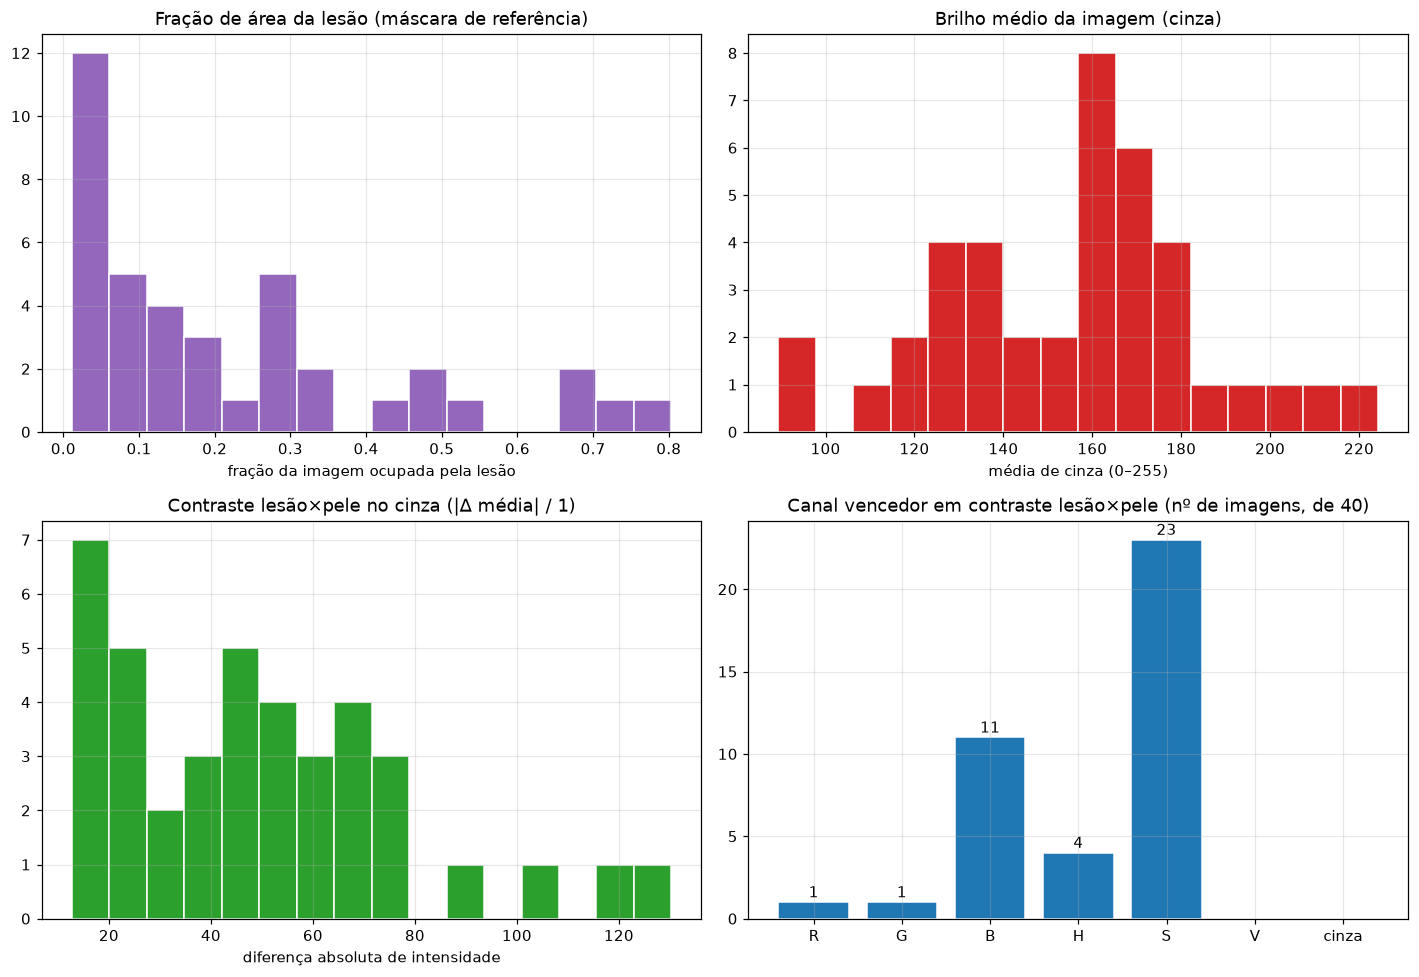 Fração de área da lesão (máscara de referência)
12
10
8
6
4
2
0
0.0 0.1 0.2 0.3 0.4 0.5 0.6 0.7 0.8
fração da imagem ocupada pela lesão
Brilho médio da imagem (cinza)
8
7
6
5
4
3
2
1
0
100 120 140 160 180 200 220
média de cinza (0–255)
Contraste lesão×pele no cinza (|Δ média| / 1)
7
6
5
4
3
2
1
0
20 40 60 80 100 120
diferença absoluta de intensidade
Canal vencedor em contraste lesão×pele (nº de imagens, de 40)
20
15
10
5
0
1 1 11 4 23
R G B H S V cinza